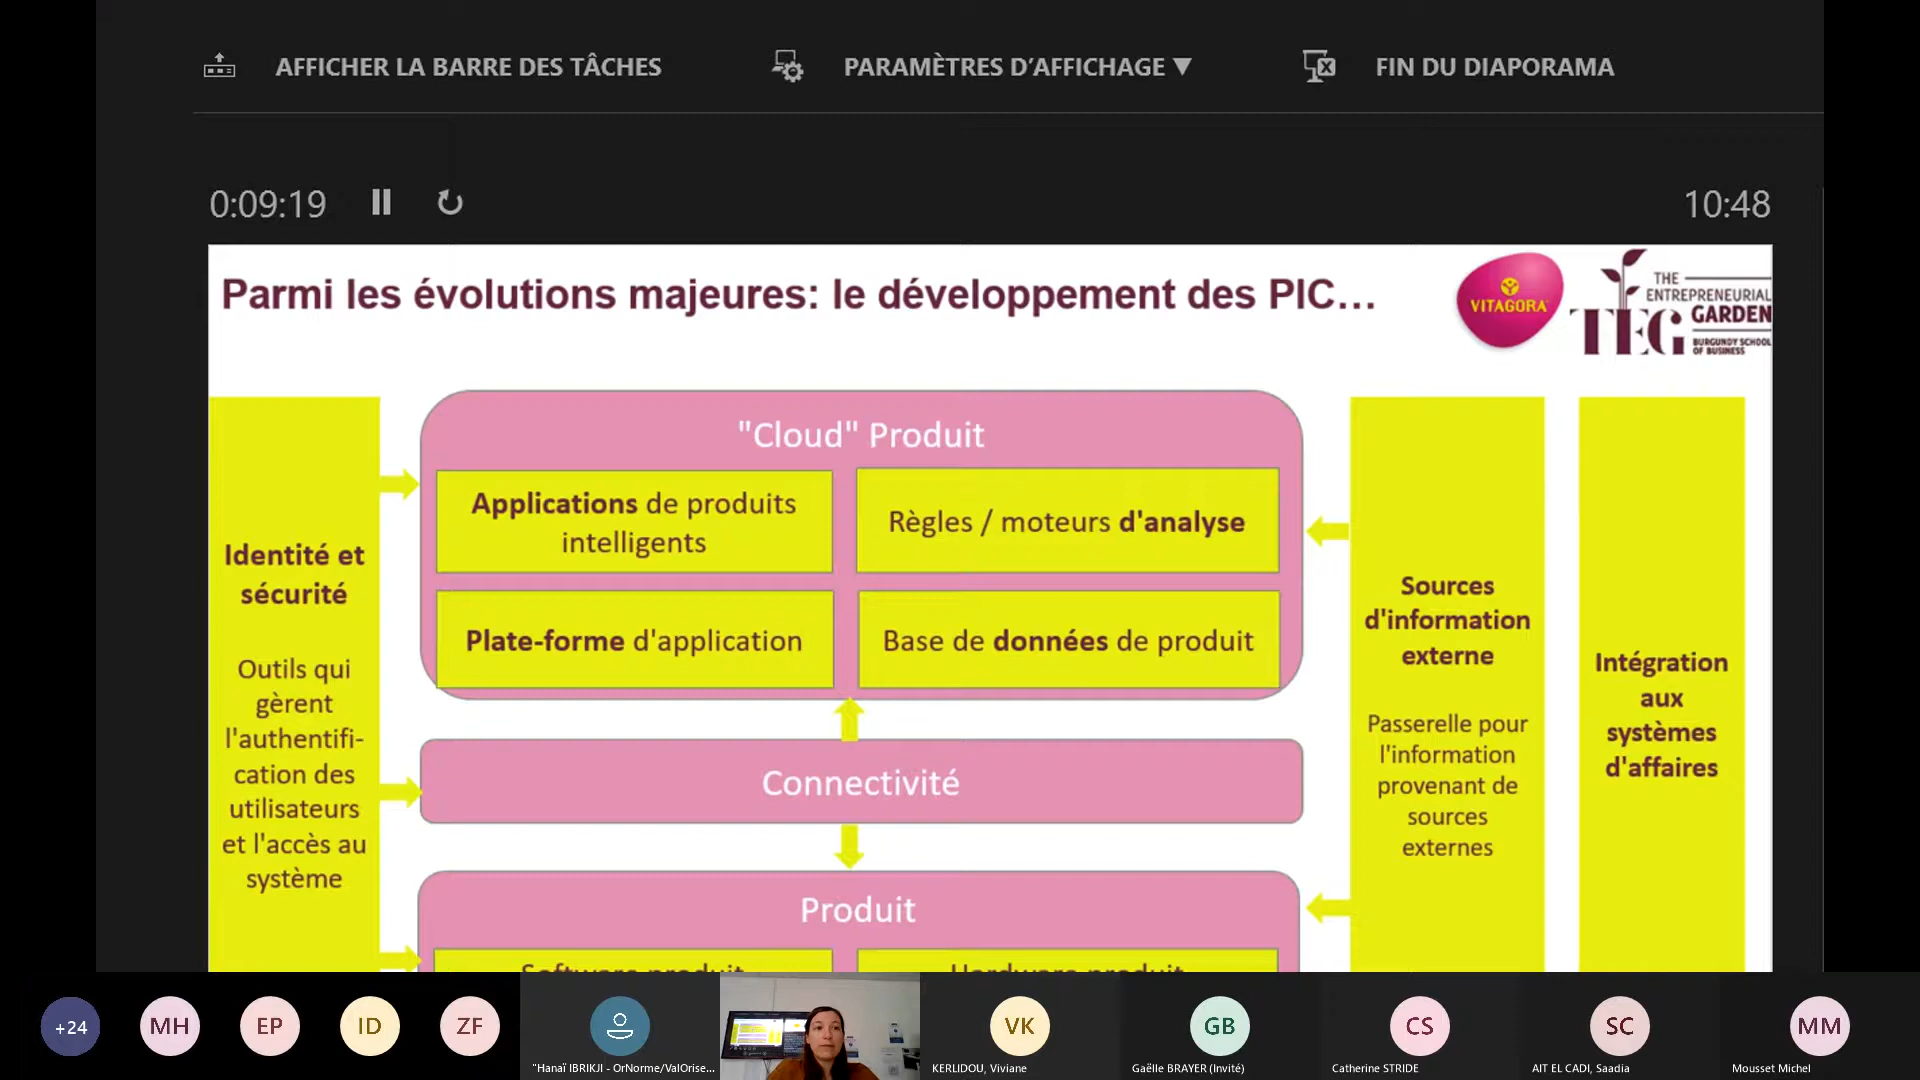 AFFICHER LA BARRE DES TÂCHES
PARAMÈTRES D'AFFICHAGE ▼
FIN DU DIAPORAMA
0:09:19
10:48
Parmi les évolutions majeures: le développement des PIC…
VITAGORA
THE
ENTREPRENEURIAL
GARDEN
TEG
BURGUNDY SCHOOL
OF BUSINESS
Identité et
sécurité
Outils qui
gèrent
l'authentifi-
cation des
utilisateurs
et l'accès au
système
"Cloud" Produit
Applications de produits
intelligents
Règles / moteurs d'analyse
Plate-forme d'application
Base de données de produit
Connectivité
Produit
Software produit
Hardware produit
Sources
d'information
externe
Passerelle pour
l'information
provenant de
sources
externes
Intégration
aux
systèmes
d'affaires
+24
MH
EP
ID
ZF
"Hanaï IBRIKJI - OrNorme/ValOrise...
VK
KERLIDOU, Viviane
GB
Gaëlle BRAYER (Invité)
CS
Catherine STRIDE
SC
AIT EL CADI, Saadia
MM
Mousset Michel